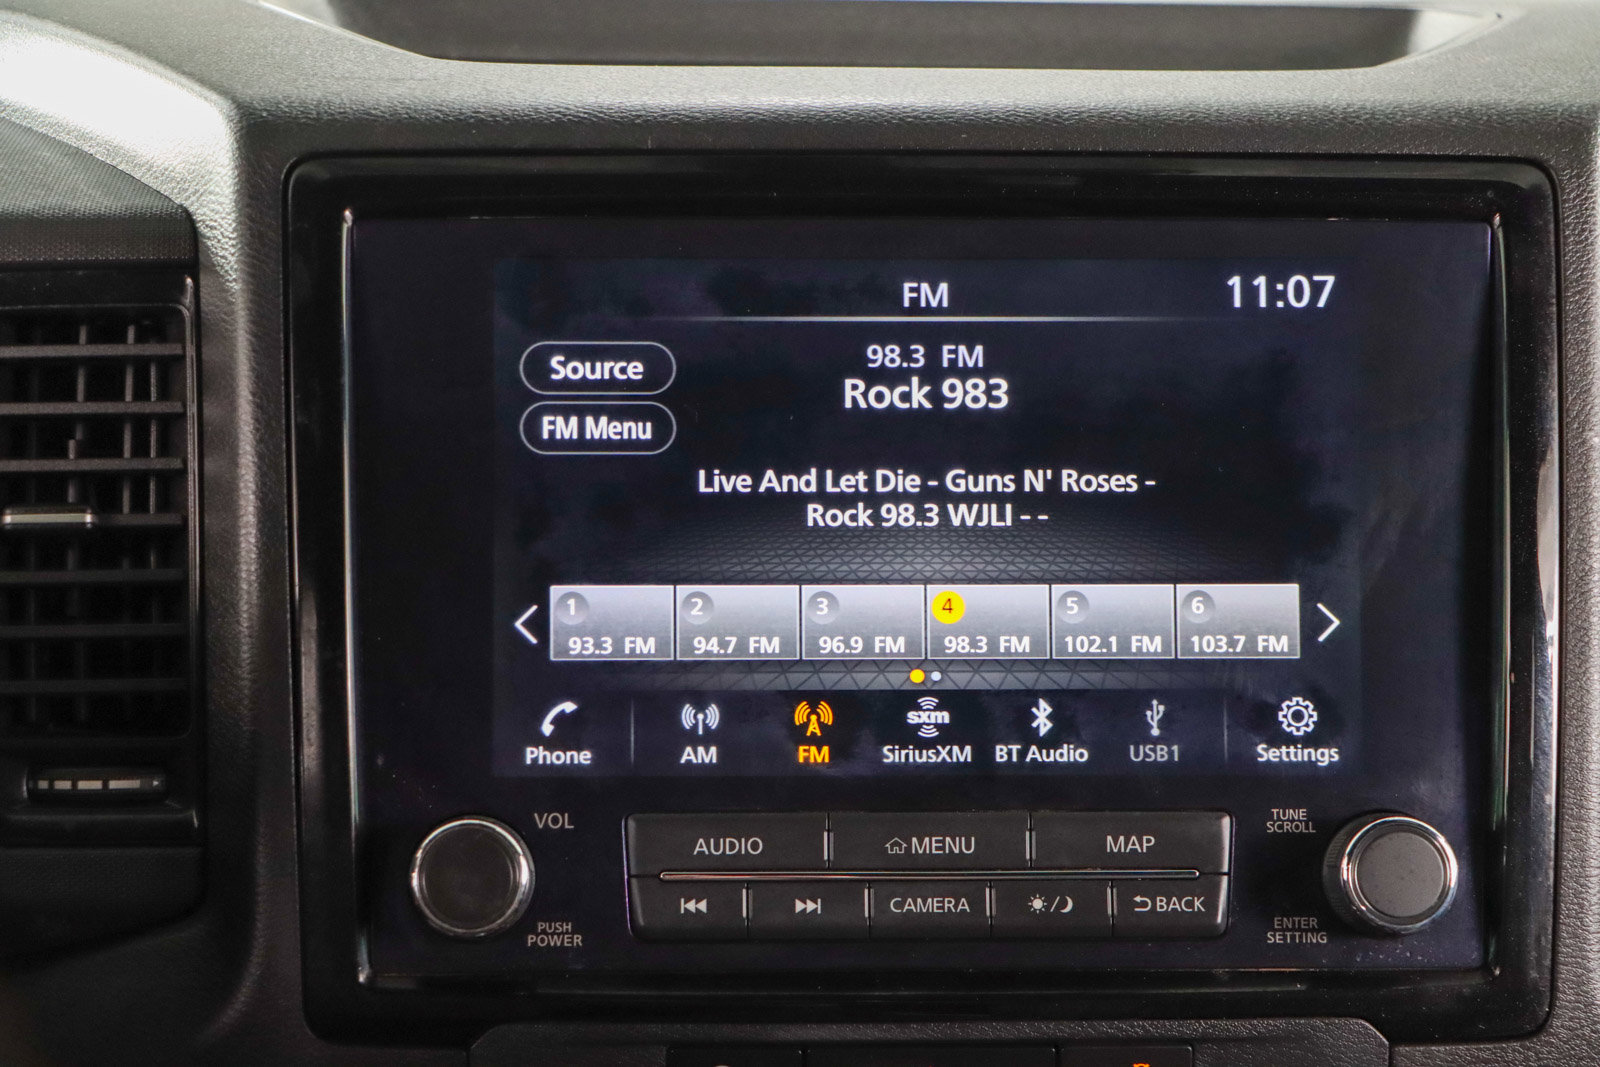 FM
11:07
Source
98.3 FM
Rock 983
FM Menu
Live And Let Die - Guns N' Roses -
Rock 98.3 WJLI - -
1 2 3 4 5 6
93.3 FM 94.7 FM 96.9 FM 98.3 FM 102.1 FM 103.7 FM
sxm
Phone AM FM SiriusXM BT Audio USB1 Settings
VOL
TUNE
SCROLL
AUDIO MENU MAP
CAMERA BACK
PUSH
POWER
ENTER
SETTING